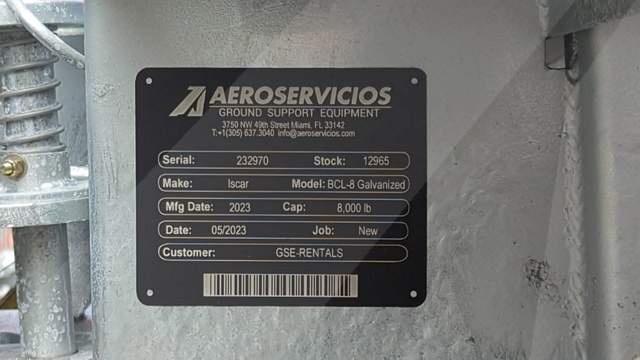 AEROSERVICIOS
GROUND SUPPORT EQUIPMENT
3750 NW 49th Street Miami, FL 33142
T:+1(305) 637.3040 info@aeroservicios.com
Serial: 232970 Stock: 12965
Make: Iscar Model: BCL-8 Galvanized
Mfg Date: 2023 Cap: 8,000 lb
Date: 05/2023 Job: New
Customer: GSE-RENTALS